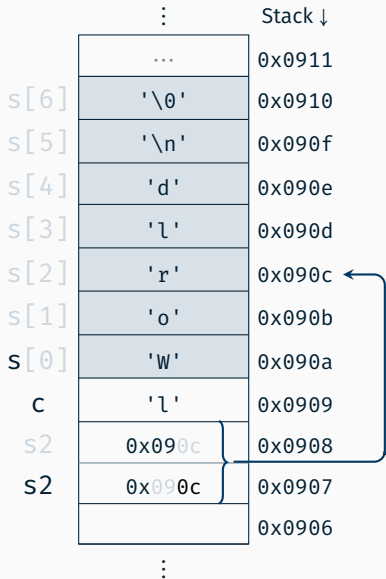 ⋮ Stack ↓
... 0x0911
s[6] '\0' 0x0910
s[5] '\n' 0x090f
s[4] 'd' 0x090e
s[3] 'l' 0x090d
s[2] 'r' 0x090c
s[1] 'o' 0x090b
s[0] 'W' 0x090a
c 'l' 0x0909
s2 0x090c 0x0908
s2 0x090c 0x0907
0x0906
⋮